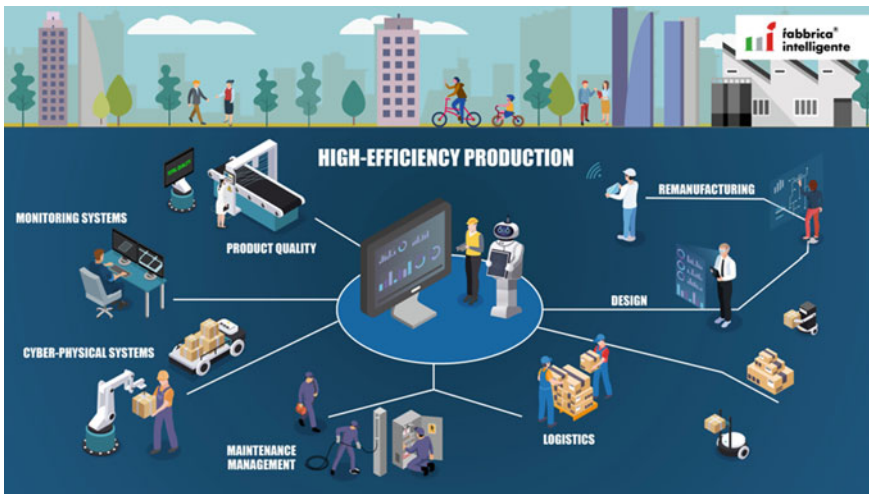 fabbrica®
intelligente
HIGH-EFFICIENCY PRODUCTION
REMANUFACTURING
MONITORING SYSTEMS
PRODUCT QUALITY
DESIGN
CYBER-PHYSICAL SYSTEMS
MAINTENANCE
MANAGEMENT
LOGISTICS